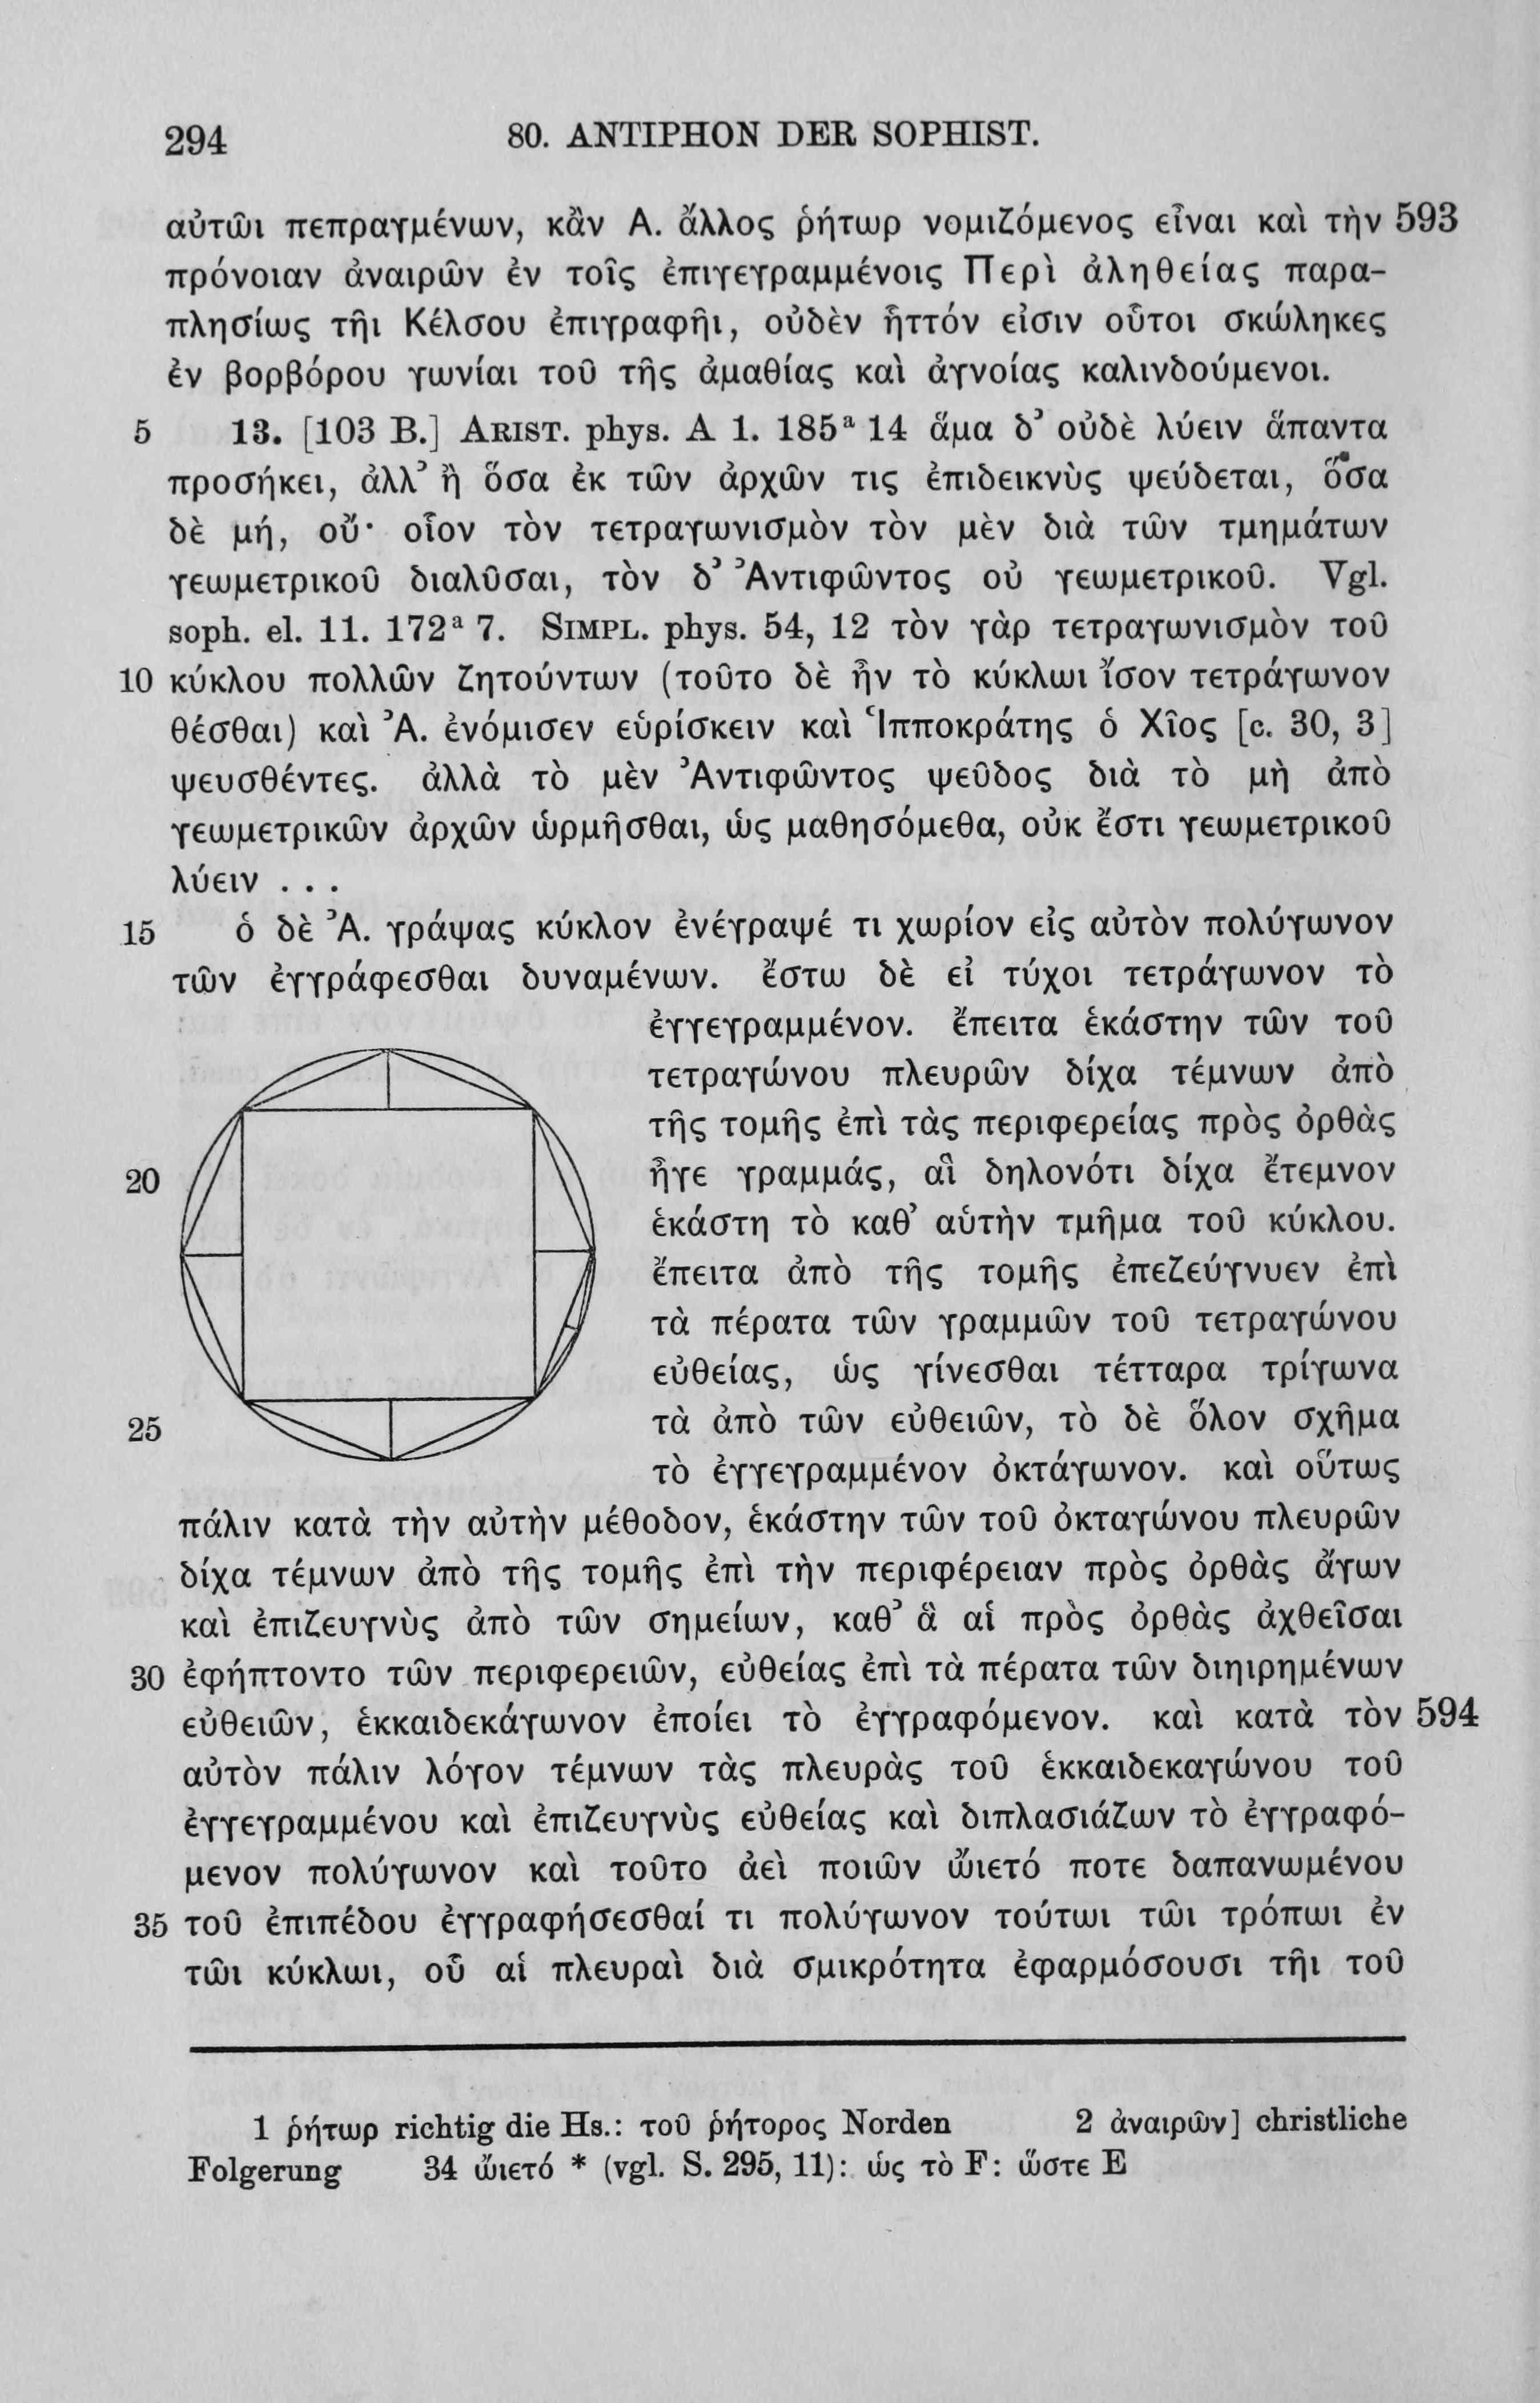 294 80. ANTIPHON DER SOPHIST.
αὐτῶι πεπραγμένων, κἂν Α. ἄλλος ῥήτωρ νομιζόμενος εἶναι καὶ τὴν 593
πρόνοιαν ἀναιρῶν ἐν τοῖς ἐπιγεγραμμένοις Περὶ ἀληθείας παρα-
πλησίως τῆι Κέλσου ἐπιγραφῆι, οὐδὲν ἧττόν εἰσιν οὗτοι σκώληκες
ἐν βορβόρου γωνίαι τοῦ τῆς ἀμαθίας καὶ ἀγνοίας καλινδούμενοι.
5 13. [103 B.] ARIST. phys. A 1. 185ᵃ 14 ἅμα δ’ οὐδὲ λύειν ἅπαντα
προσήκει, ἀλλ’ ἢ ὅσα ἐκ τῶν ἀρχῶν τις ἐπιδεικνὺς ψεύδεται, ὅσα
δὲ μή, οὔ· οἷον τὸν τετραγωνισμὸν τὸν μὲν διὰ τῶν τμημάτων
γεωμετρικοῦ διαλῦσαι, τὸν δ’ Ἀντιφῶντος οὐ γεωμετρικοῦ. Vgl.
soph. el. 11. 172ᵃ 7. SIMPL. phys. 54, 12 τὸν γὰρ τετραγωνισμὸν τοῦ
10 κύκλου πολλῶν ζητούντων (τοῦτο δὲ ἦν τὸ κύκλωι ἴσον τετράγωνον
θέσθαι) καὶ Ἀ. ἐνόμισεν εὑρίσκειν καὶ Ἱπποκράτης ὁ Χῖος [c. 30, 3]
ψευσθέντες. ἀλλὰ τὸ μὲν Ἀντιφῶντος ψεῦδος διὰ τὸ μὴ ἀπὸ
γεωμετρικῶν ἀρχῶν ὡρμῆσθαι, ὡς μαθησόμεθα, οὐκ ἔστι γεωμετρικοῦ
λύειν . . .
15 ὁ δὲ Ἀ. γράψας κύκλον ἐνέγραψέ τι χωρίον εἰς αὐτὸν πολύγωνον
τῶν ἐγγράφεσθαι δυναμένων. ἔστω δὲ εἰ τύχοι τετράγωνον τὸ
ἐγγεγραμμένον. ἔπειτα ἑκάστην τῶν τοῦ
τετραγώνου πλευρῶν δίχα τέμνων ἀπὸ
τῆς τομῆς ἐπὶ τὰς περιφερείας πρὸς ὀρθὰς
20 ἦγε γραμμάς, αἳ δηλονότι δίχα ἔτεμνον
ἑκάστη τὸ καθ’ αὑτὴν τμῆμα τοῦ κύκλου.
ἔπειτα ἀπὸ τῆς τομῆς ἐπεζεύγνυεν ἐπὶ
τὰ πέρατα τῶν γραμμῶν τοῦ τετραγώνου
εὐθείας, ὡς γίνεσθαι τέτταρα τρίγωνα
25 τὰ ἀπὸ τῶν εὐθειῶν, τὸ δὲ ὅλον σχῆμα
τὸ ἐγγεγραμμένον ὀκτάγωνον. καὶ οὕτως
πάλιν κατὰ τὴν αὐτὴν μέθοδον, ἑκάστην τῶν τοῦ ὀκταγώνου πλευρῶν
δίχα τέμνων ἀπὸ τῆς τομῆς ἐπὶ τὴν περιφέρειαν πρὸς ὀρθὰς ἄγων
καὶ ἐπιζευγνὺς ἀπὸ τῶν σημείων, καθ’ ἃ αἱ πρὸς ὀρθὰς ἀχθεῖσαι
30 ἐφήπτοντο τῶν περιφερειῶν, εὐθείας ἐπὶ τὰ πέρατα τῶν διηιρημένων
εὐθειῶν, ἑκκαιδεκάγωνον ἐποίει τὸ ἐγγραφόμενον. καὶ κατὰ τὸν 594
αὐτὸν πάλιν λόγον τέμνων τὰς πλευρὰς τοῦ ἑκκαιδεκαγώνου τοῦ
ἐγγεγραμμένου καὶ ἐπιζευγνὺς εὐθείας καὶ διπλασιάζων τὸ ἐγγραφό-
μενον πολύγωνον καὶ τοῦτο ἀεὶ ποιῶν ὤιετό ποτε δαπανωμένου
35 τοῦ ἐπιπέδου ἐγγραφήσεσθαί τι πολύγωνον τούτωι τῶι τρόπωι ἐν
τῶι κύκλωι, οὗ αἱ πλευραὶ διὰ σμικρότητα ἐφαρμόσουσι τῆι τοῦ
1 ῥήτωρ richtig die Hs.: τοῦ ῥήτορος Norden 2 ἀναιρῶν] christliche
Folgerung 34 ὤιετό * (vgl. S. 295, 11): ὡς τὸ F: ὥστε E